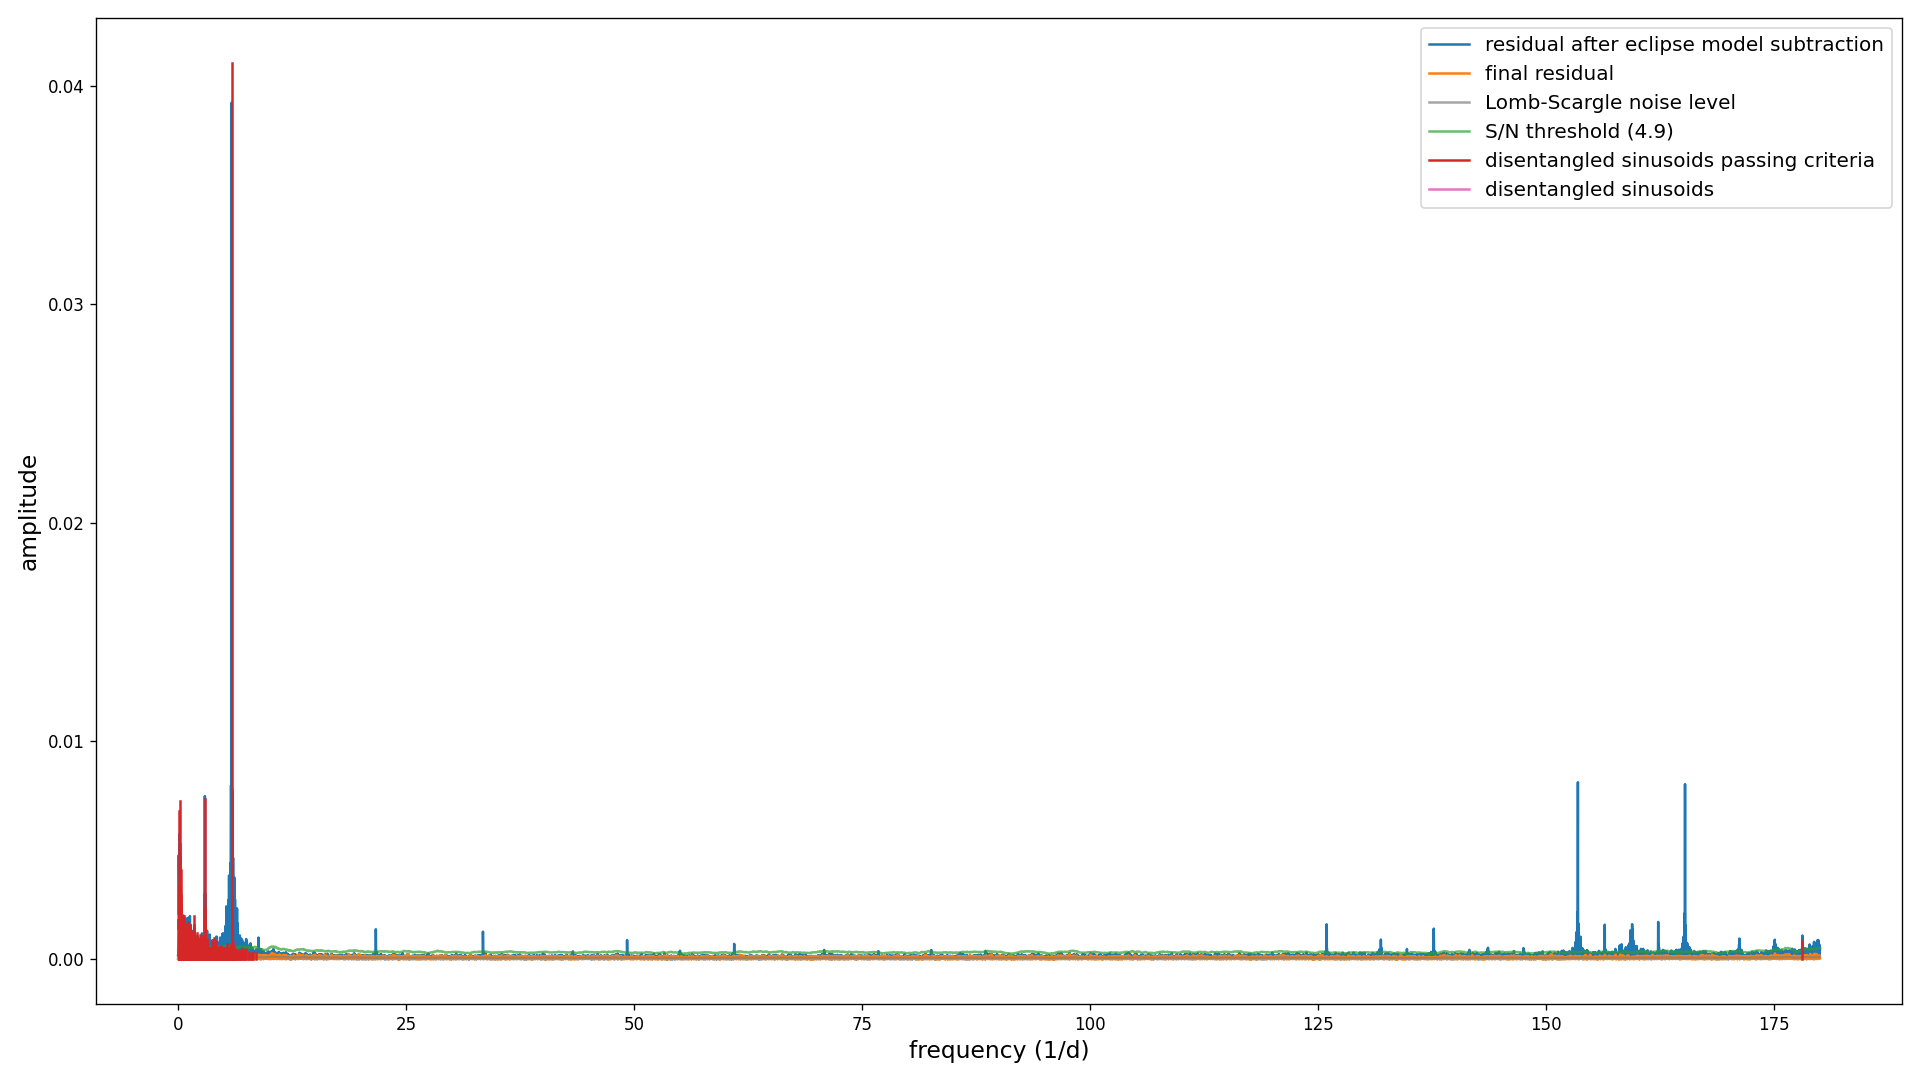 residual after eclipse model subtraction
final residual
Lomb-Scargle noise level
S/N threshold (4.9)
disentangled sinusoids passing criteria
disentangled sinusoids
0.04
0.03
0.02
0.01
0.00
amplitude
0
25
50
75
100
125
150
175
frequency (1/d)